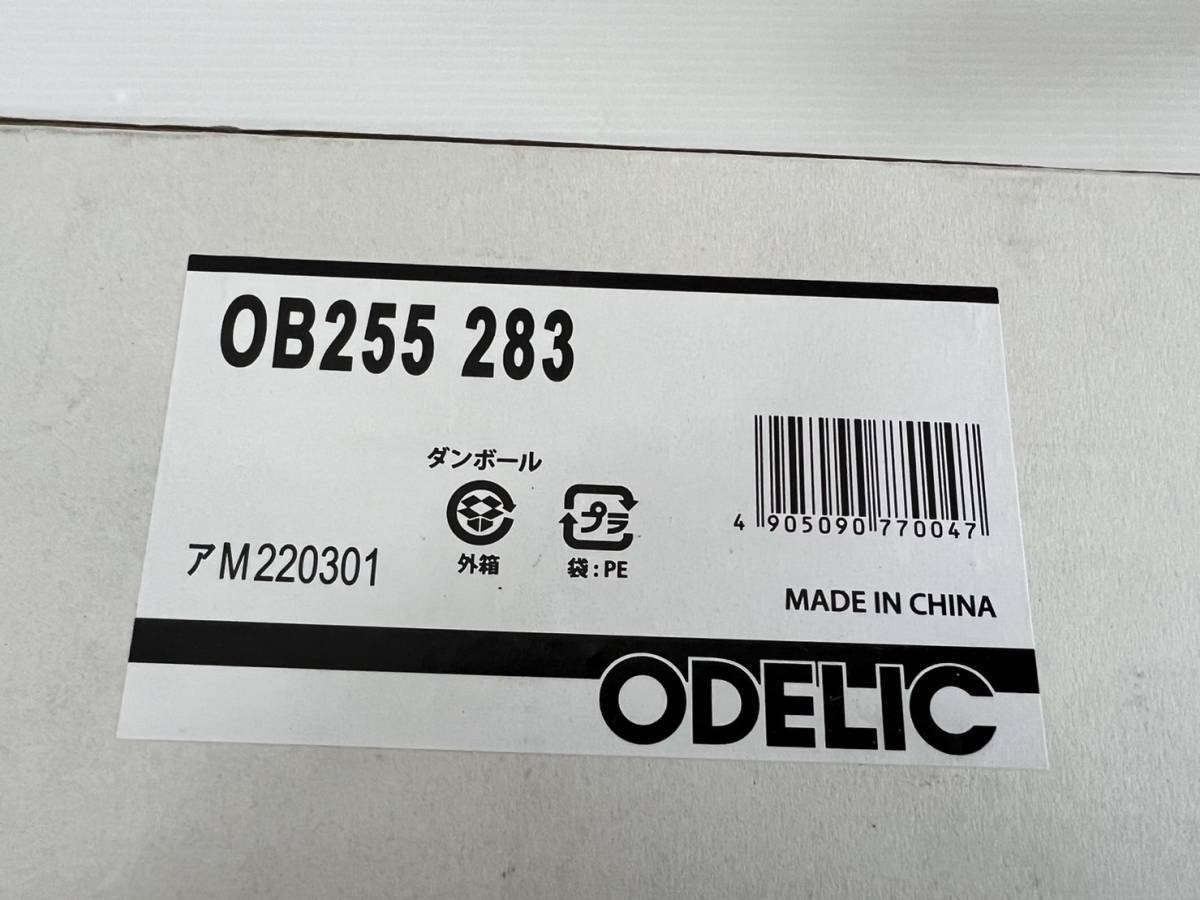 OB255 283
ダンボール
外箱
プラ
袋:PE
4 905090 770047
アM220301
MADE IN CHINA
ODELIC